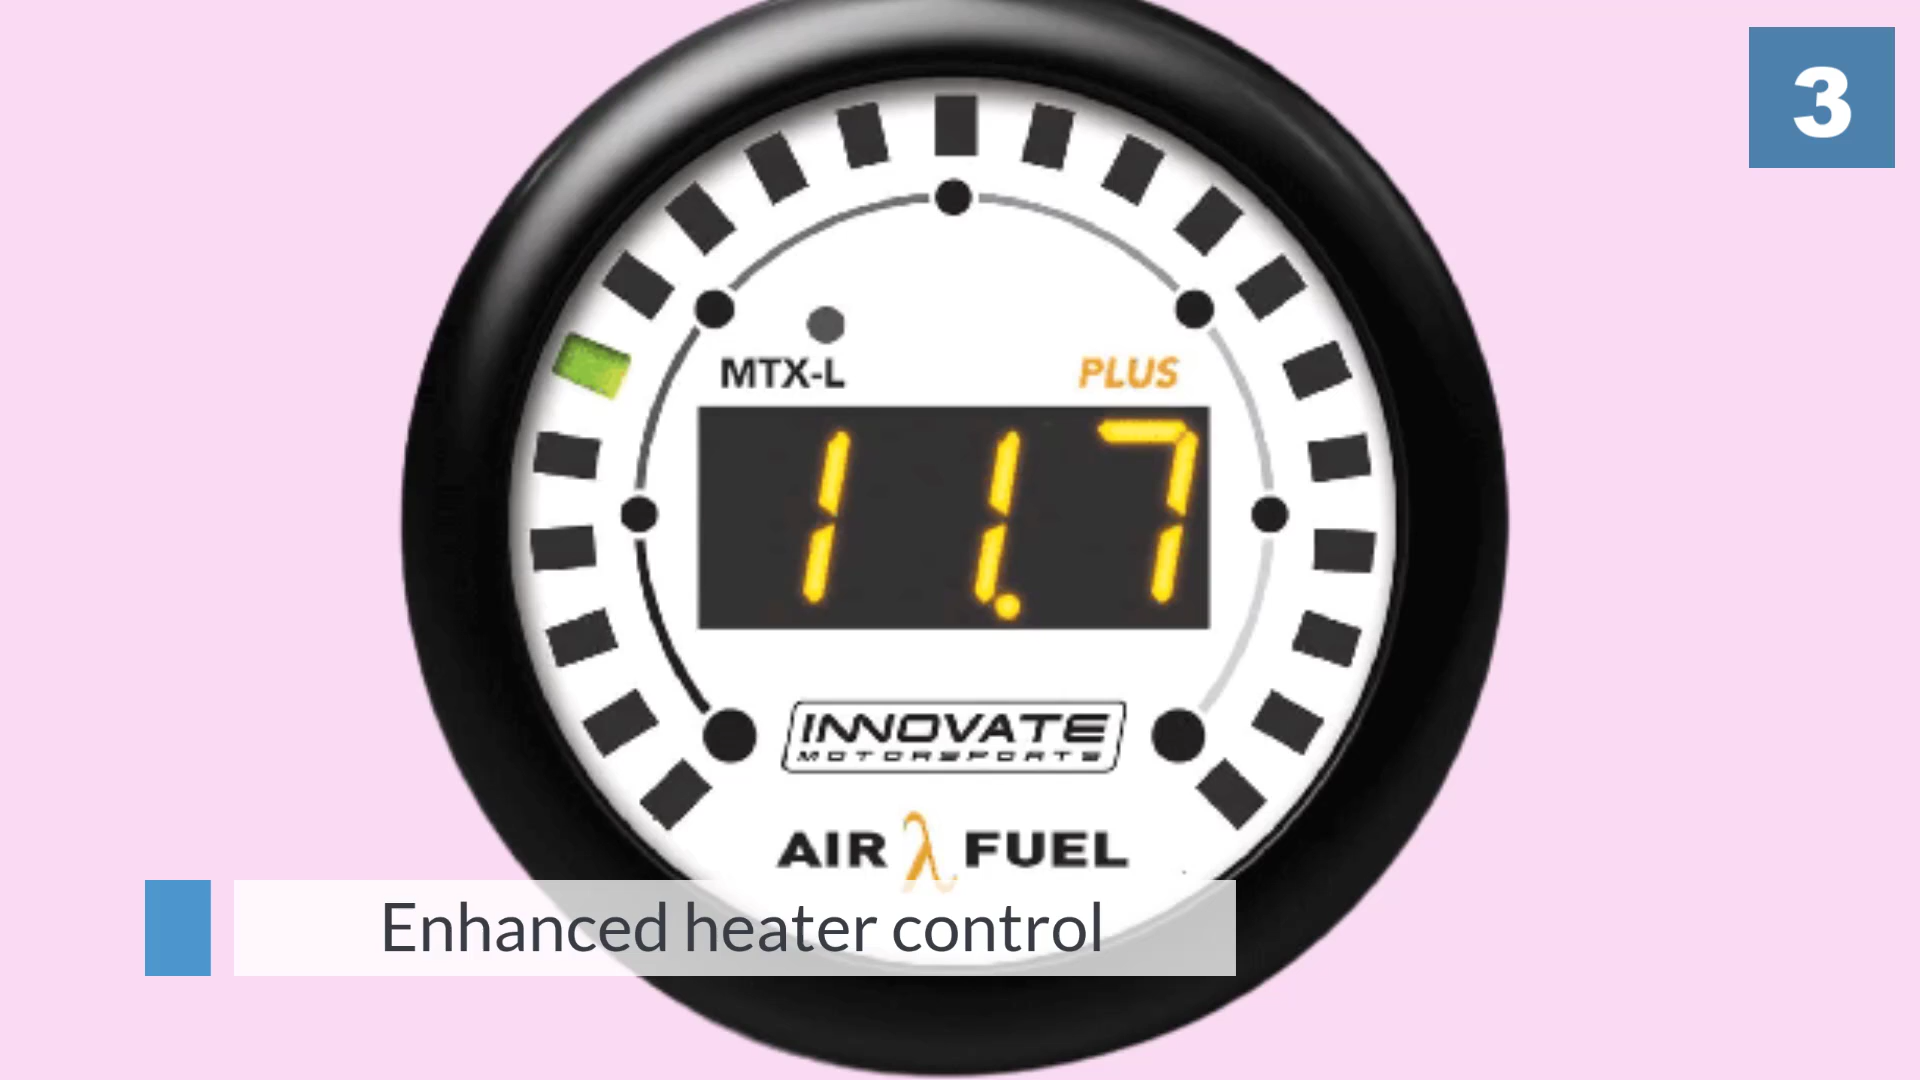 3
MTX-L PLUS
11.7
INNOVATE
MOTORSPORTS
AIR λ FUEL
Enhanced heater control